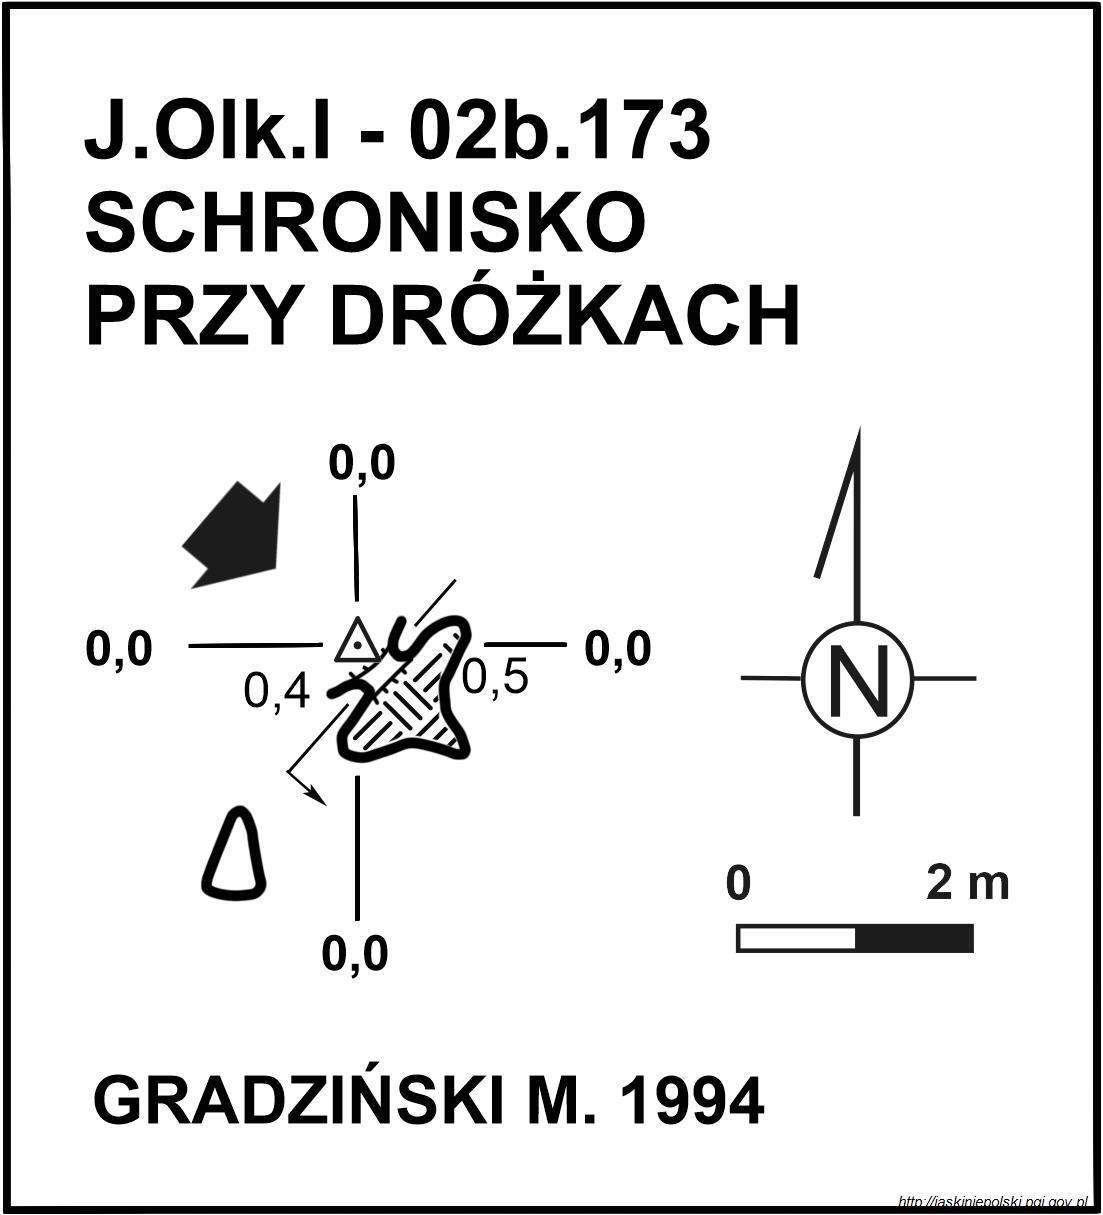 J.Olk.I - 02b.173
SCHRONISKO
PRZY DRÓŻKACH
0,0
0,0
0,0
0,4
0,5
N
0
2 m
0,0
GRADZIŃSKI M. 1994
http://jaskiniepolski.pgi.gov.pl